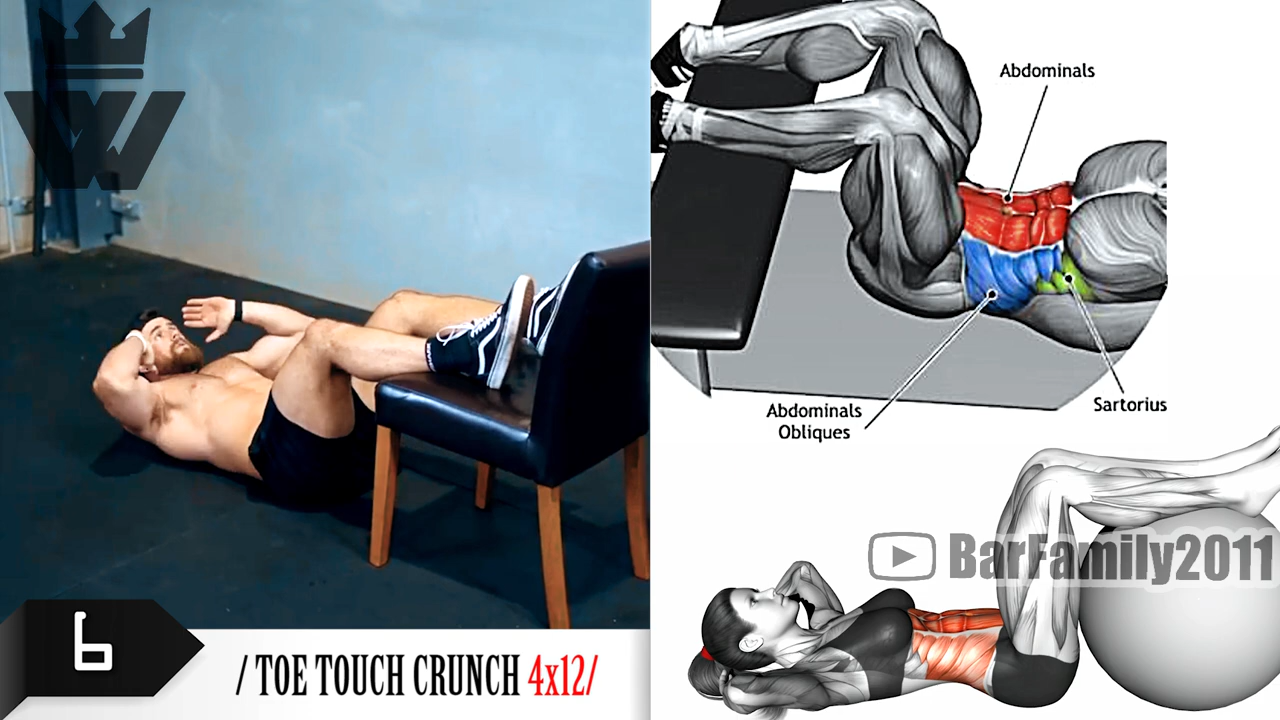 W
Abdominals
Abdominals
Obliques
Sartorius
BarFamily2011
6
/ TOE TOUCH CRUNCH 4x12/